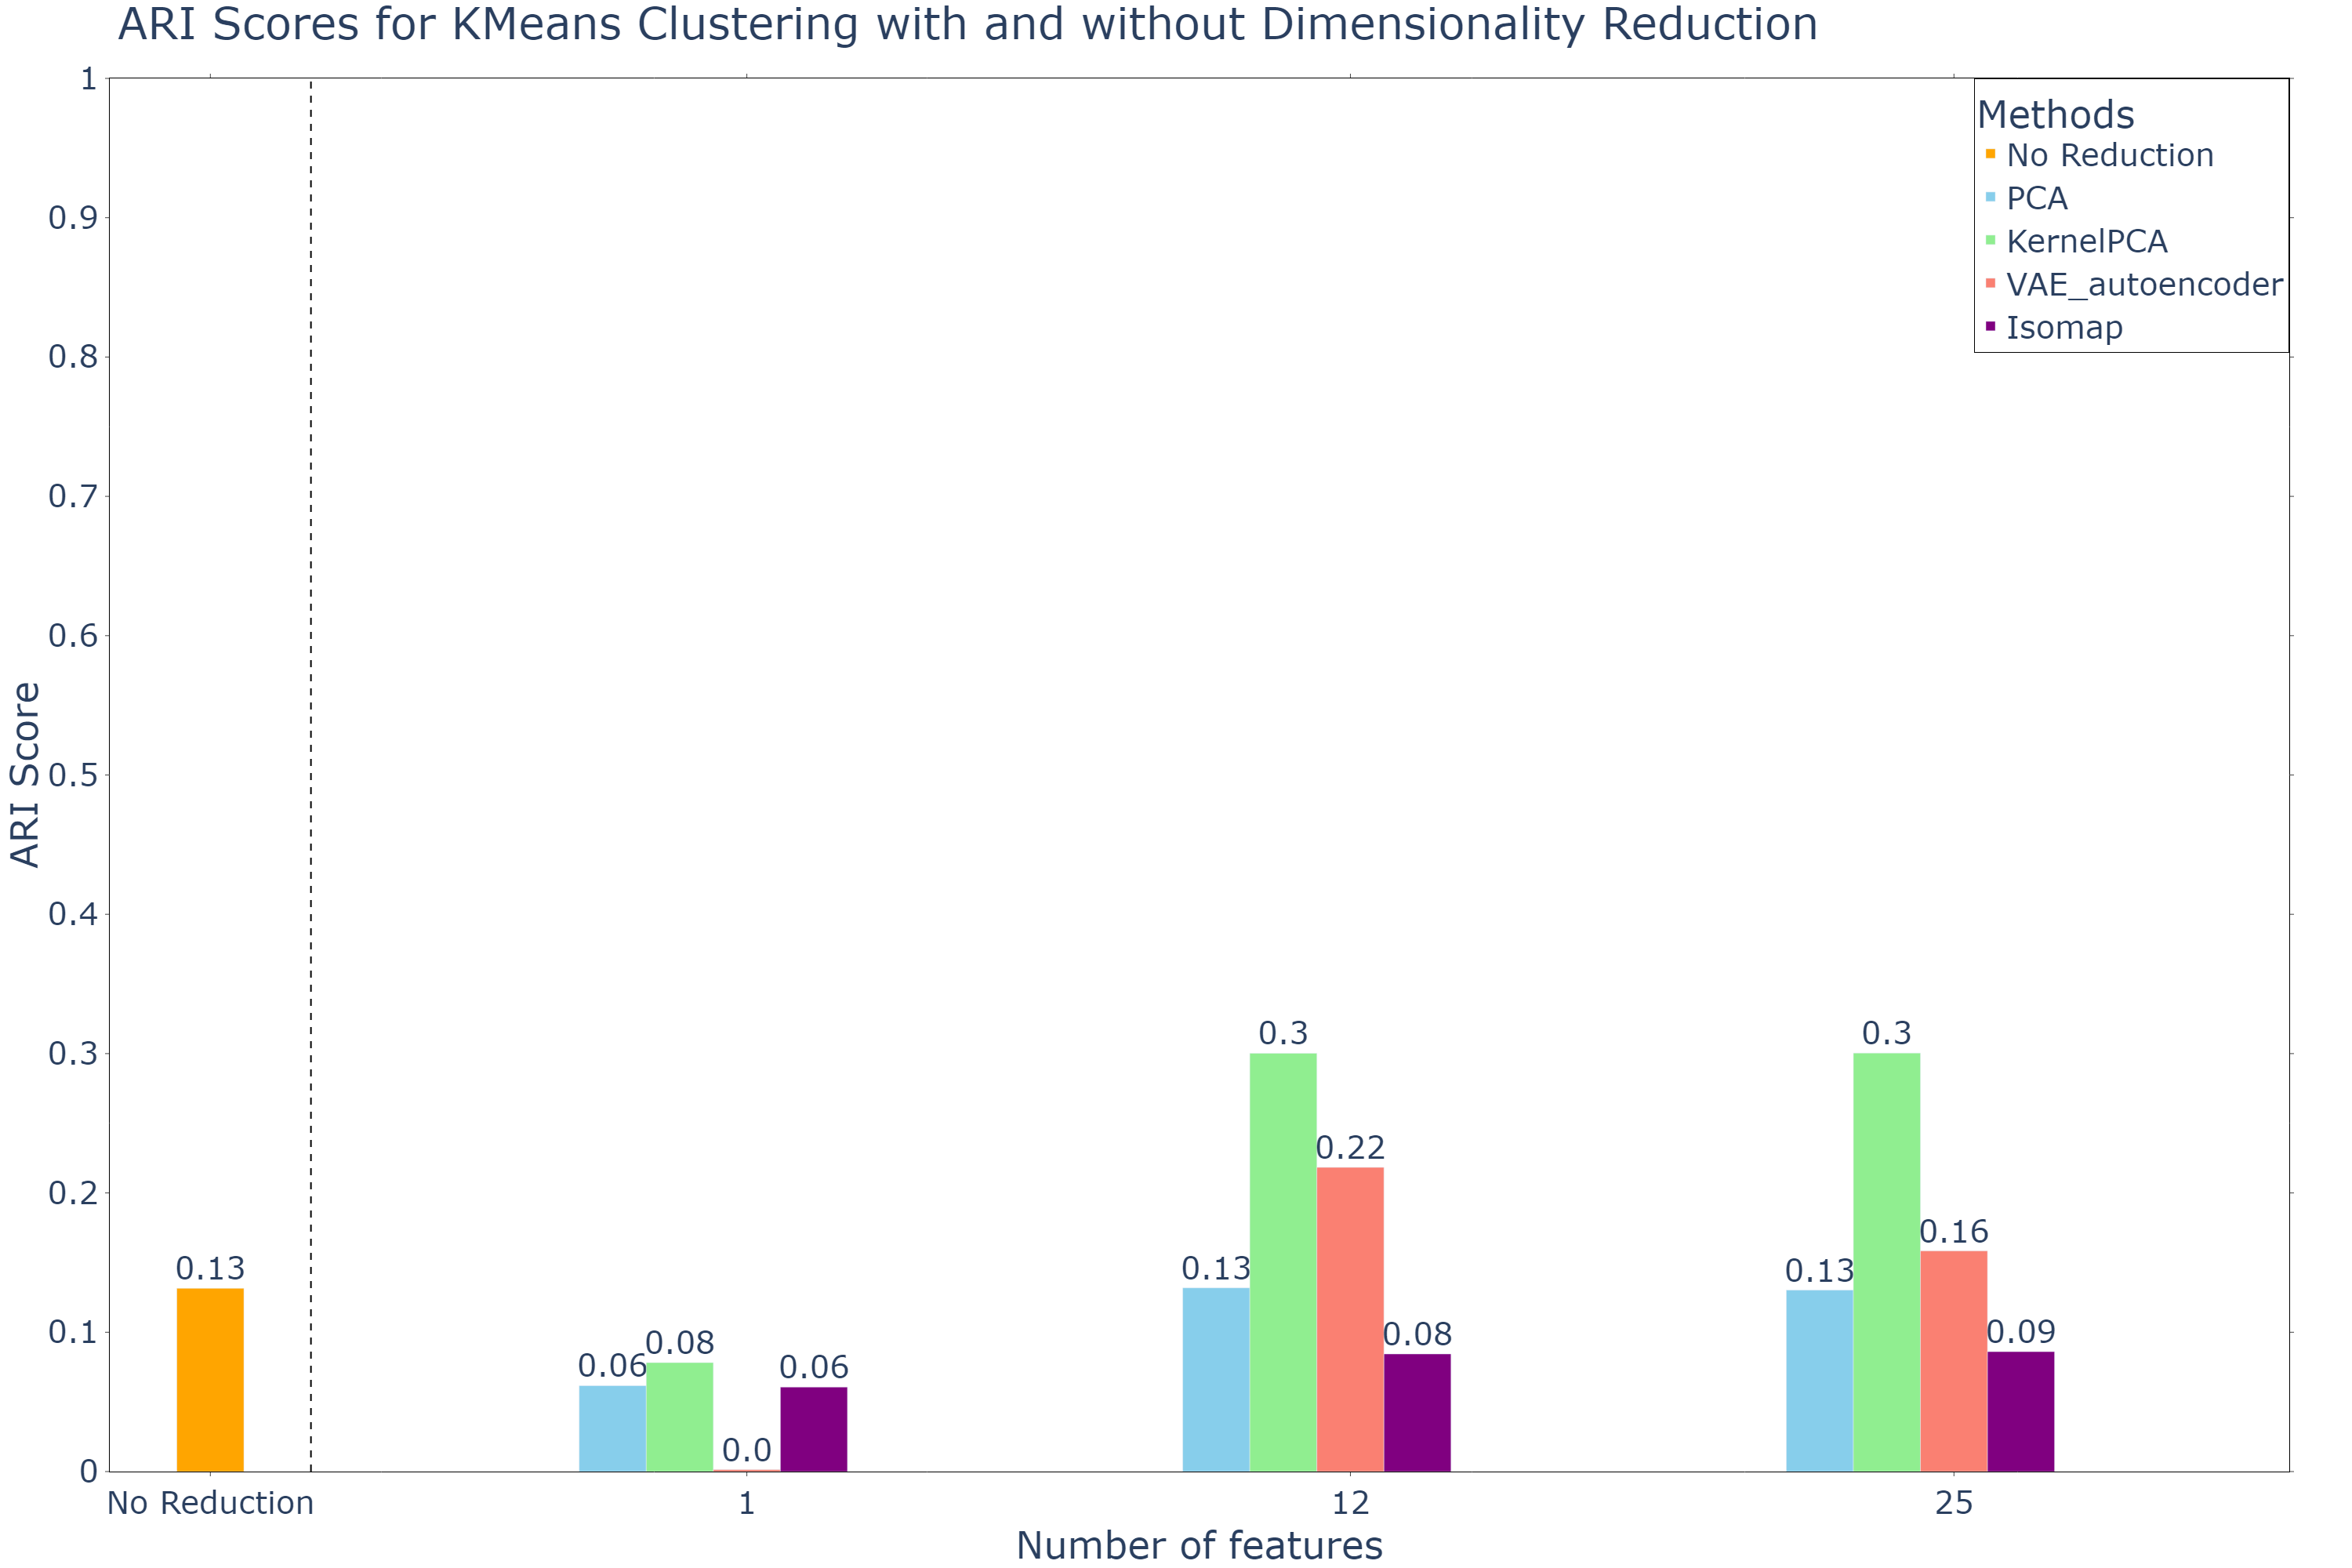 ARI Scores for KMeans Clustering with and without Dimensionality Reduction
Methods
No Reduction
PCA
KernelPCA
VAE_autoencoder
Isomap
ARI Score
1
0.9
0.8
0.7
0.6
0.5
0.4
0.3
0.2
0.1
0
0.13
0.06
0.08
0.0
0.06
0.13
0.3
0.22
0.08
0.13
0.3
0.16
0.09
No Reduction
1
12
25
Number of features